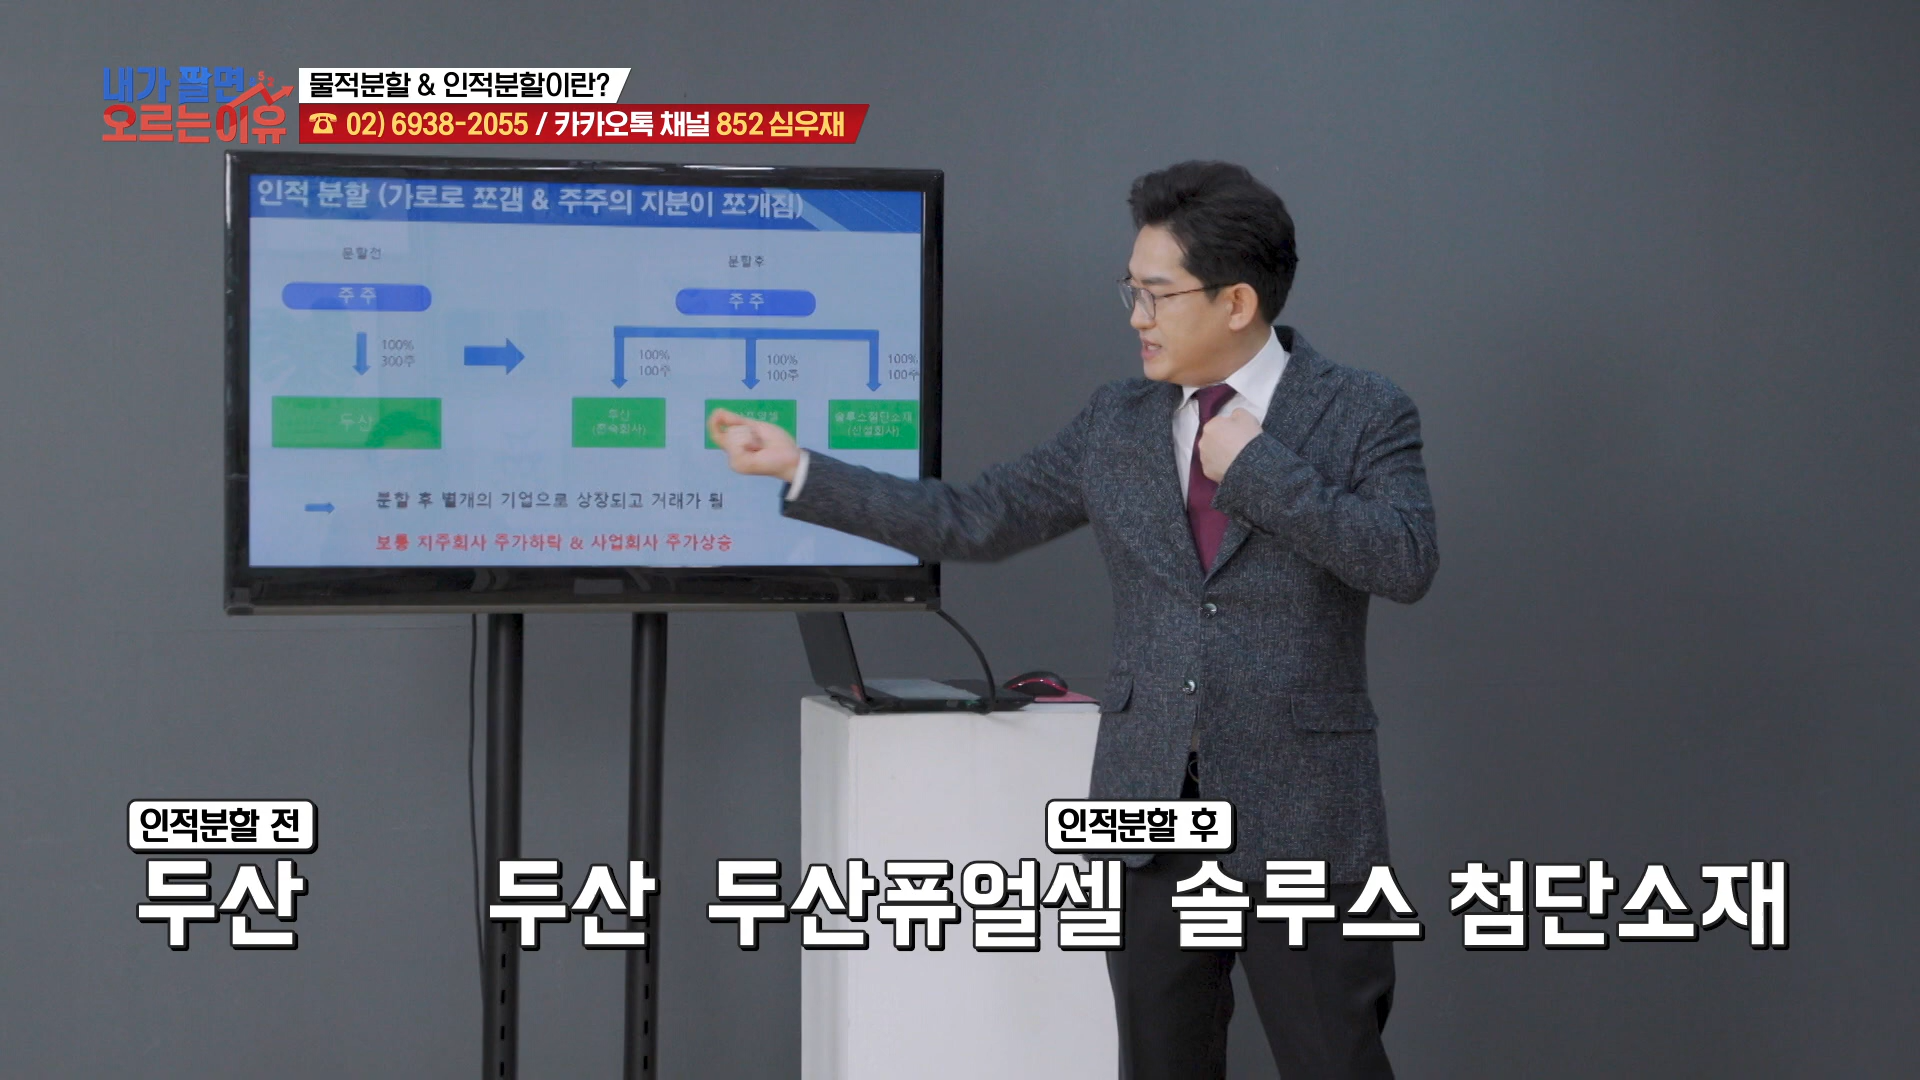 내가 팔면
오르는 이유
물적분할 & 인적분할이란?
☎ 02) 6938-2055 / 카카오톡 채널 852 심우재
인적 분할 (가로로 쪼갬 & 주주의 지분이 쪼개짐)
분할전
분할후
주 주
주 주
100%
300주
100%
100주
100%
100주
100%
100주
두산
두산
(존속회사)
솔루스첨단소재
(신설회사)
분할 후 별개의 기업으로 상장되고 거래가 됨
보통 지주회사 주가하락 & 사업회사 주가상승
인적분할 전
인적분할 후
두산 두산 두산퓨얼셀 솔루스 첨단소재